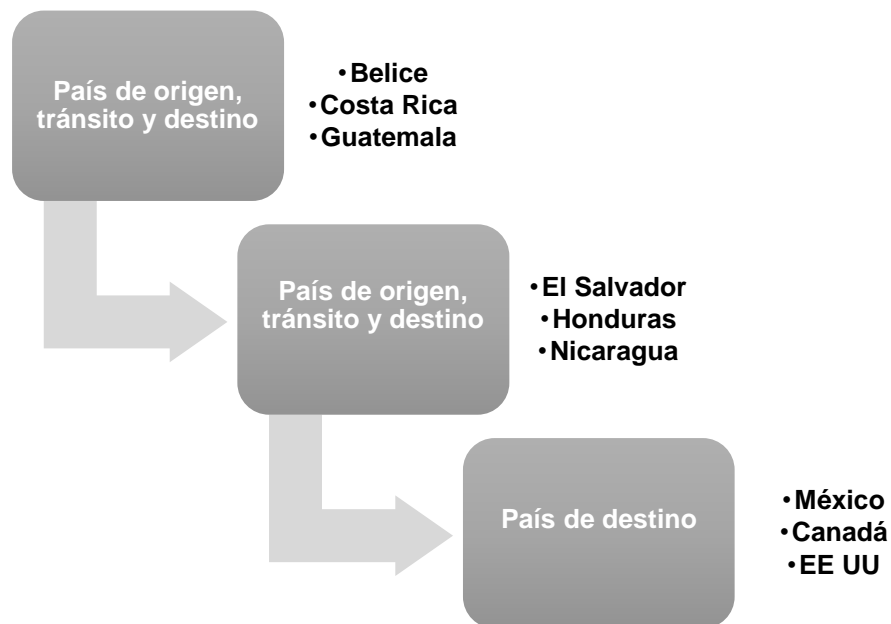 País de origen,
tránsito y destino
•Belice
•Costa Rica
•Guatemala
País de origen,
tránsito y destino
•El Salvador
•Honduras
•Nicaragua
País de destino
•México
•Canadá
•EE UU